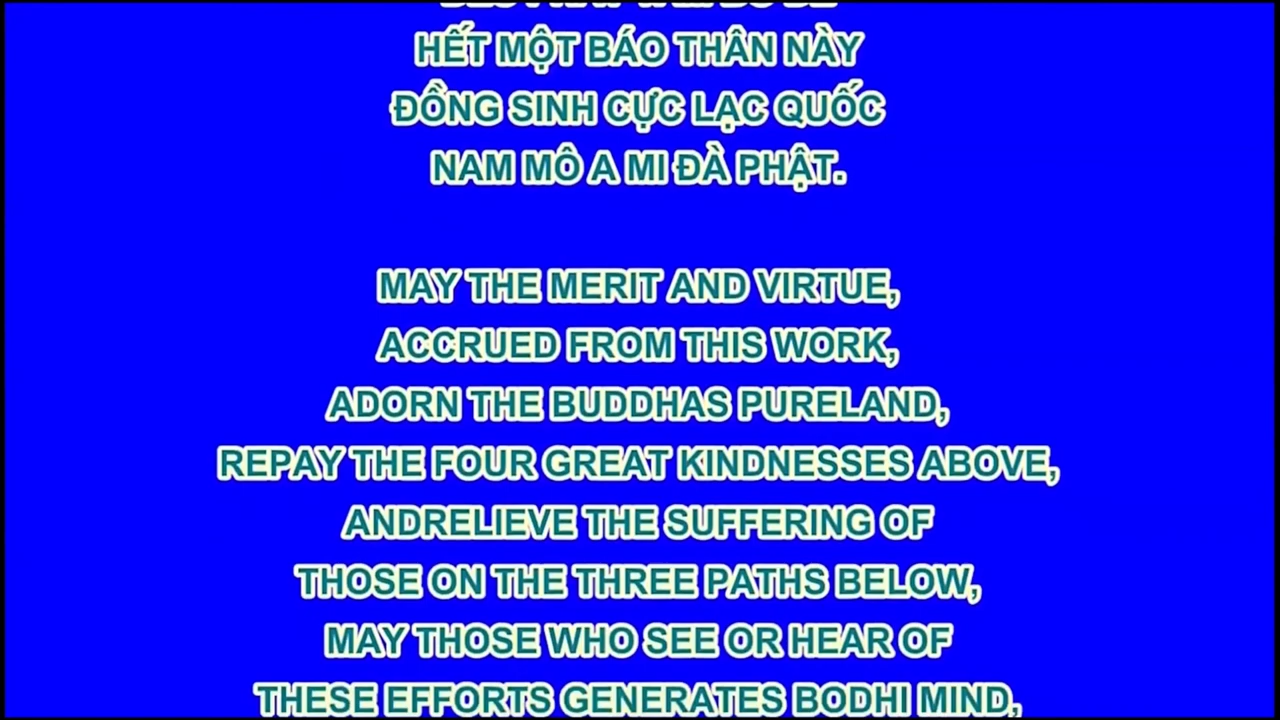 HẾT MỘT BÁO THÂN NÀY
ĐỒNG SINH CỰC LẠC QUỐC
NAM MÔ A MI ĐÀ PHẬT.
MAY THE MERIT AND VIRTUE,
ACCRUED FROM THIS WORK,
ADORN THE BUDDHAS PURELAND,
REPAY THE FOUR GREAT KINDNESSES ABOVE,
ANDRELIEVE THE SUFFERING OF
THOSE ON THE THREE PATHS BELOW,
MAY THOSE WHO SEE OR HEAR OF
THESE EFFORTS GENERATES BODHI MIND,